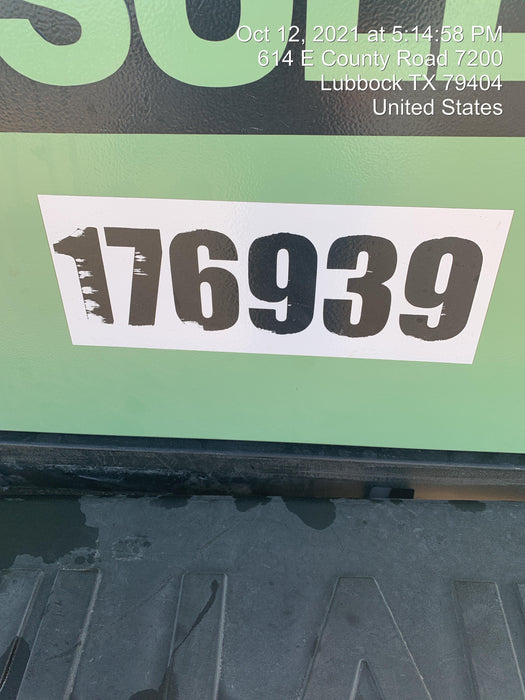 Oct 12, 2021 at 5:14:58 PM
614 E County Road 7200
Lubbock TX 79404
United States
176939